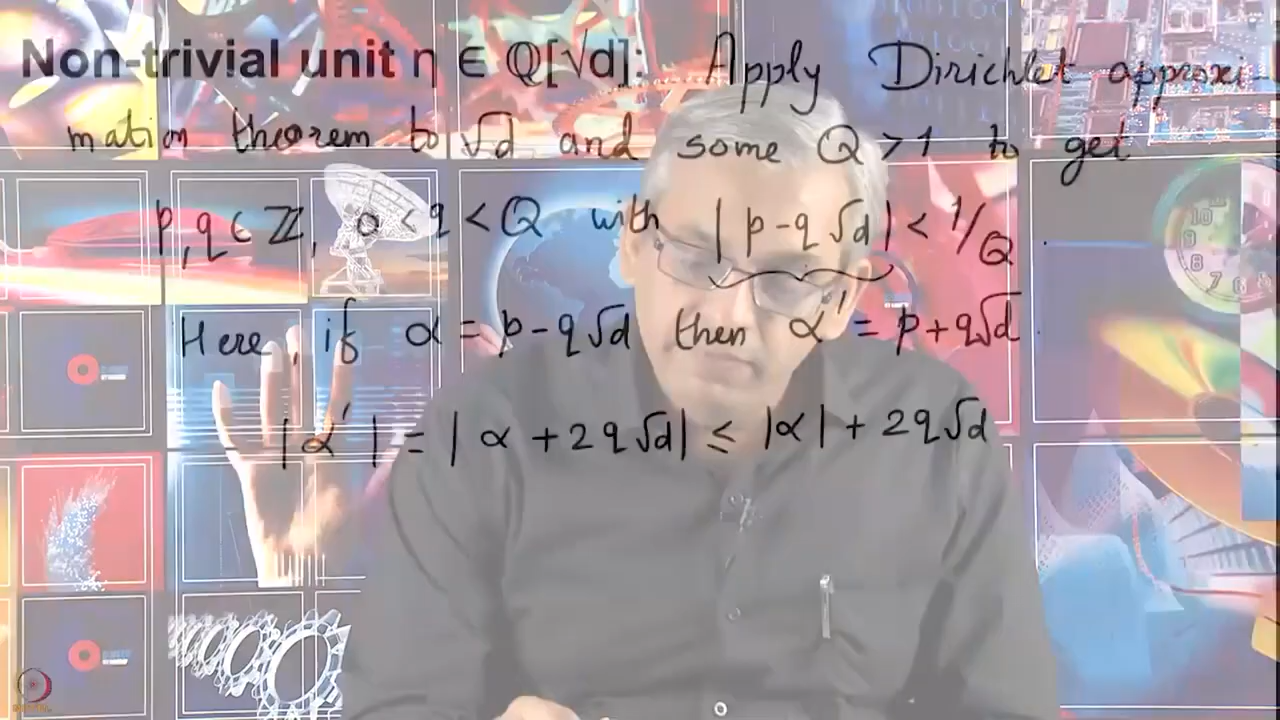 Non-trivial unit η ∈ ℚ[√d]: Apply Dirichlet approxi-
mation theorem to √d and some Q > 1 to get
p, q ∈ ℤ, 0 < q < Q with |p - q√d| < 1/Q
Here, if α = p - q√d then α' = p + q√d.
|α'| = |α + 2q√d| ≤ |α| + 2q√d